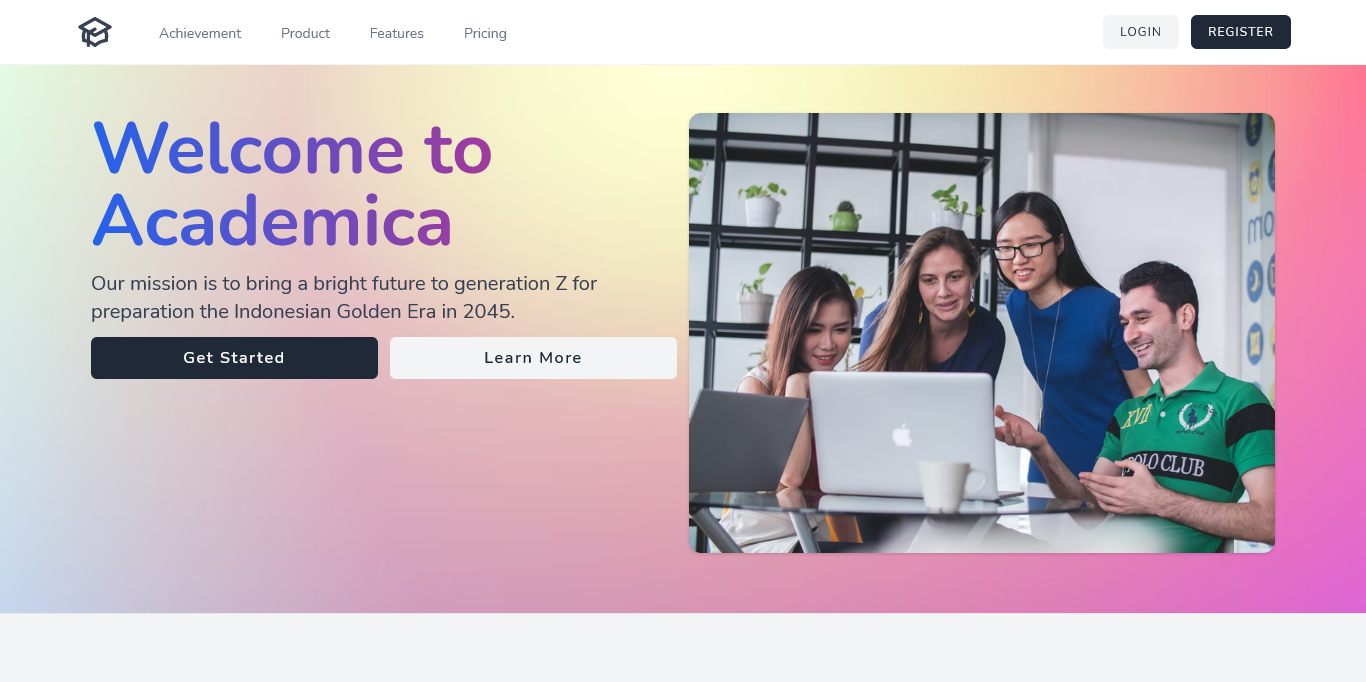 Achievement
Product
Features
Pricing
LOGIN
REGISTER
Welcome to
Academica
Our mission is to bring a bright future to generation Z for
preparation the Indonesian Golden Era in 2045.
Get Started
Learn More
mo
XVII
POLO CLUB